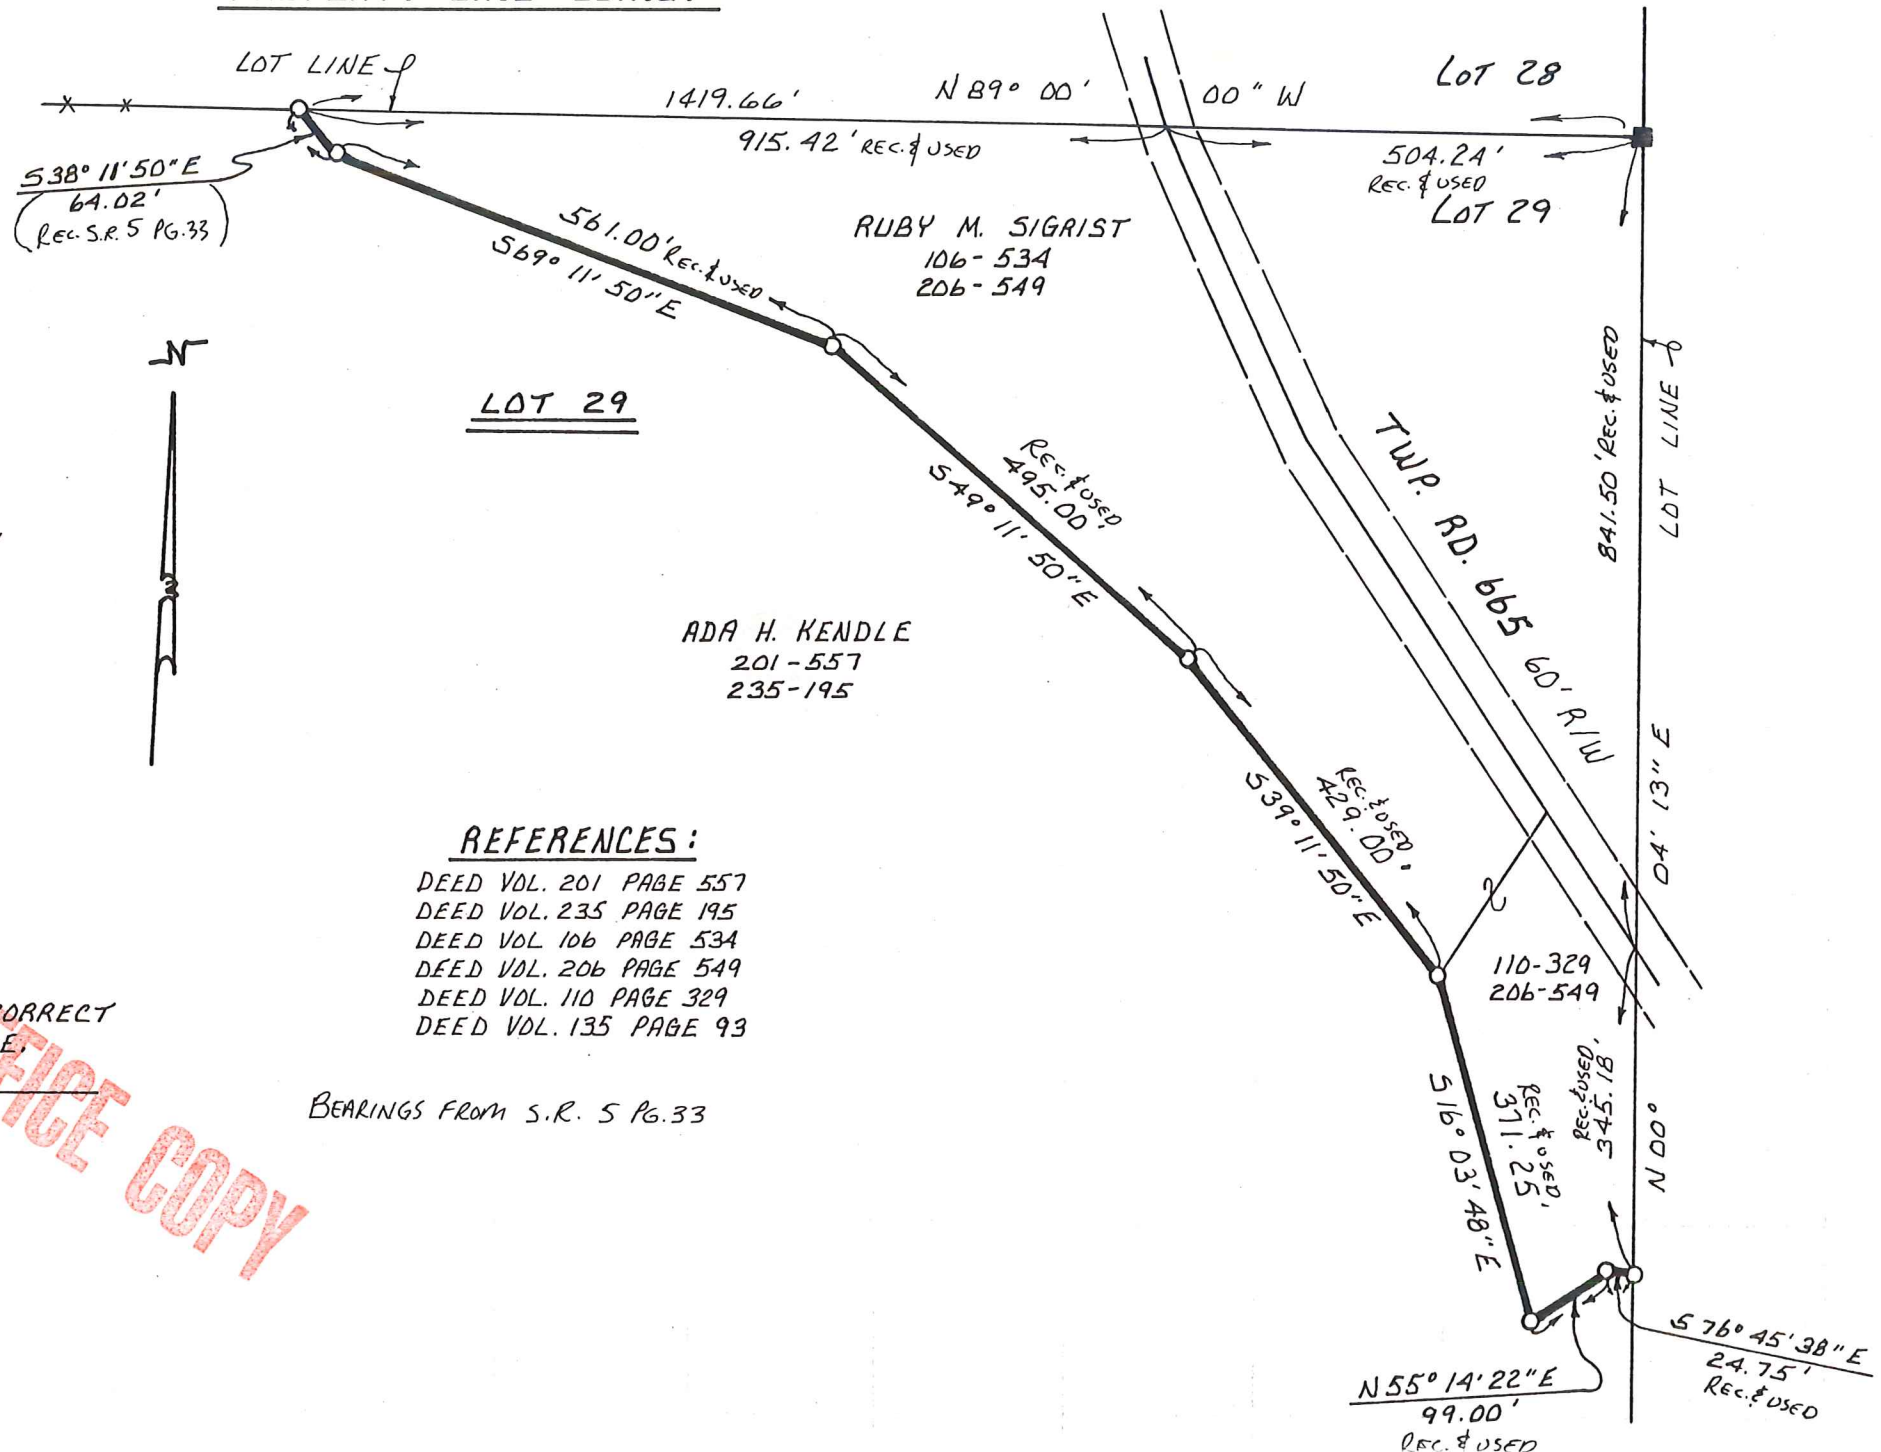 LOT LINE
1419.66'
N 89° 00' 00" W
LOT 28
915.42' REC. & USED
504.24'
REC. & USED
LOT 29
S38° 11' 50" E
64.02'
(REC. S.R. 5 PG. 33)
561.00' REC. & USED
S69° 11' 50" E
RUBY M. SIGRIST
106-534
206-549
N
LOT 29
841.50' REC. & USED
LOT LINE
REC. & USED
495.00'
S49° 11' 50" E
TWP. RD. 665 60' R/W
ADA H. KENDLE
201-557
235-195
N 00° 04' 13" E
REC. & USED
429.00'
S39° 11' 50" E
REFERENCES:
DEED VOL. 201 PAGE 557
DEED VOL. 235 PAGE 195
DEED VOL 106 PAGE 534
DEED VOL. 206 PAGE 549
DEED VOL. 110 PAGE 329
DEED VOL. 135 PAGE 93
110-329
206-549
BEARINGS FROM S.R. 5 PG. 33
REC. & USED
345.18'
REC. & USED
371.25'
S 16° 03' 48" E
S 76° 45' 38" E
24.75'
REC. & USED
N 55° 14' 22" E
99.00'
REC. & USED
COPY